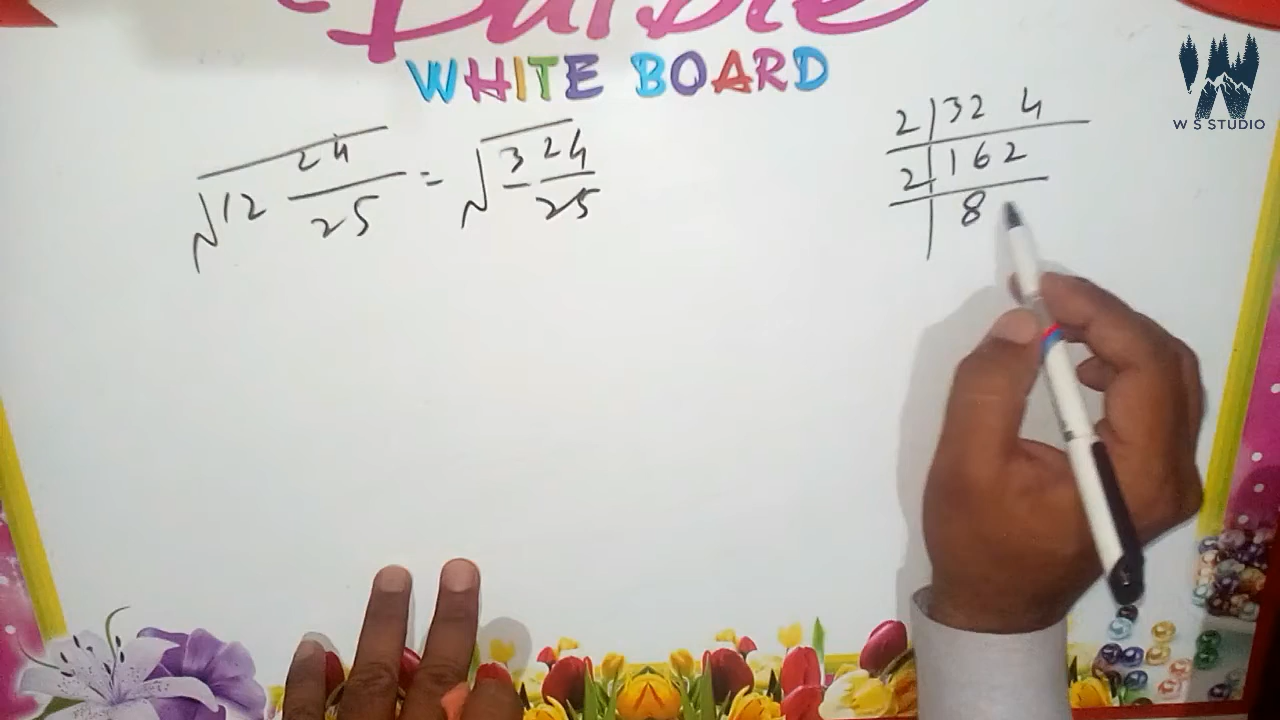 Barbie
WHITE BOARD
W S STUDIO
√12 24/25 = √324/25
2 | 324
2 | 162
| 8